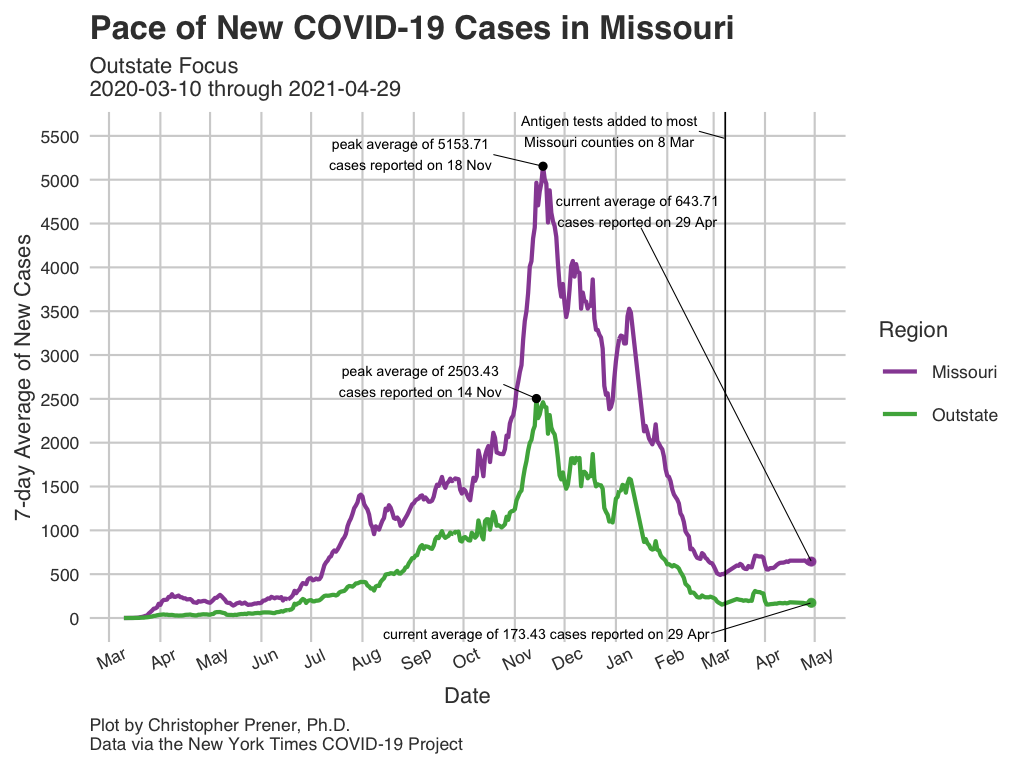 Pace of New COVID-19 Cases in Missouri
Outstate Focus
2020-03-10 through 2021-04-29
Antigen tests added to most
Missouri counties on 8 Mar
peak average of 5153.71
cases reported on 18 Nov
current average of 643.71
cases reported on 29 Apr
peak average of 2503.43
cases reported on 14 Nov
current average of 173.43 cases reported on 29 Apr
7-day Average of New Cases
5500
5000
4500
4000
3500
3000
2500
2000
1500
1000
500
0
Mar Apr May Jun Jul Aug Sep Oct Nov Dec Jan Feb Mar Apr May
Date
Region
Missouri
Outstate
Plot by Christopher Prener, Ph.D.
Data via the New York Times COVID-19 Project